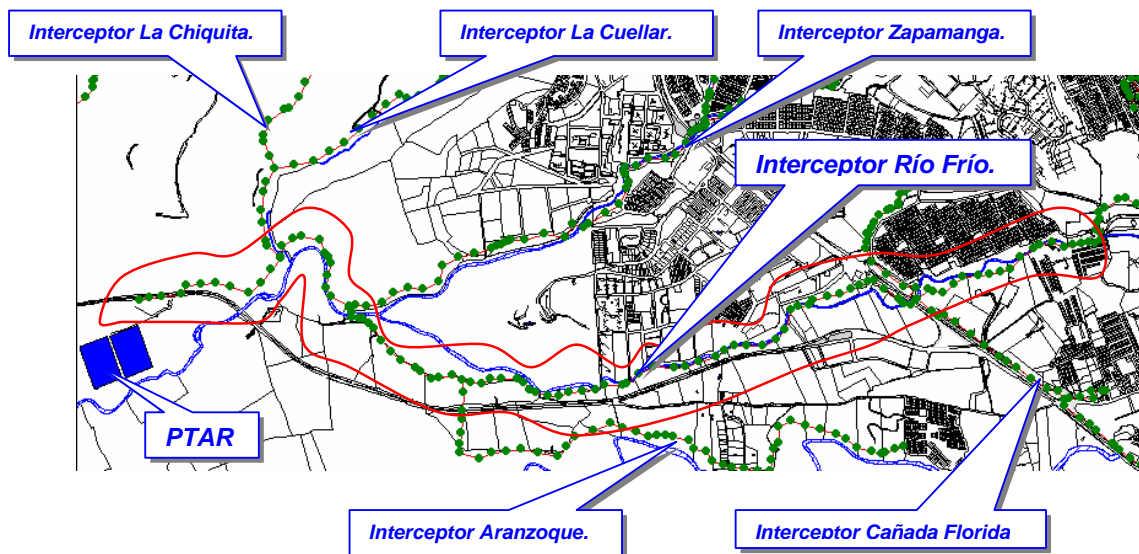 Interceptor La Chiquita.
Interceptor La Cuellar.
Interceptor Zapamanga.
Interceptor Río Frío.
PTAR
Interceptor Aranzoque.
Interceptor Cañada Florida